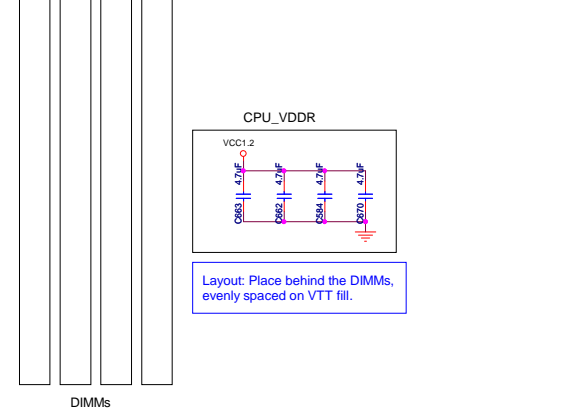 CPU_VDDR
VCC1.2
4.7uF 4.7uF 4.7uF 4.7uF
C663 C662 C584 C670
Layout: Place behind the DIMMs,
evenly spaced on VTT fill.
DIMMs